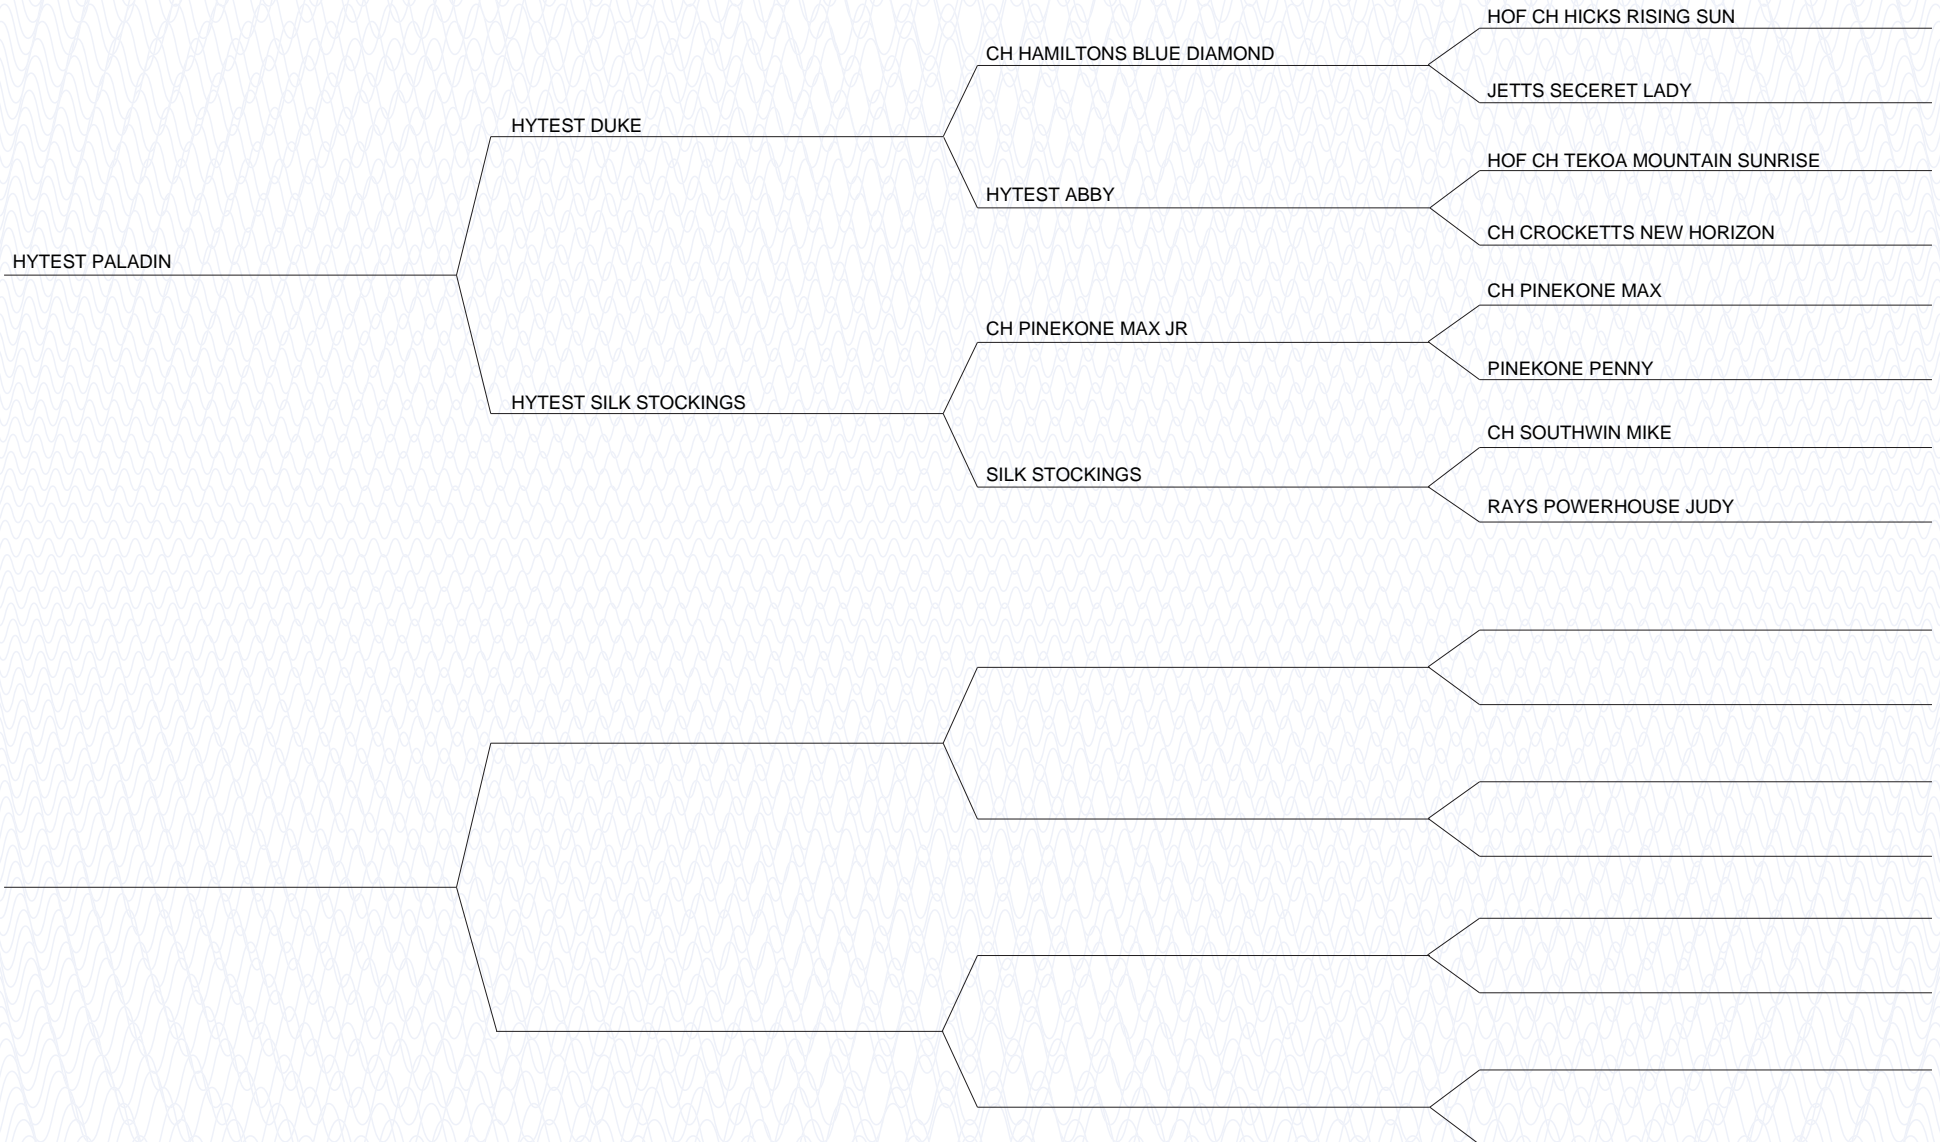 HOF CH HICKS RISING SUN
CH HAMILTONS BLUE DIAMOND
JETTS SECERET LADY
HYTEST DUKE
HOF CH TEKOA MOUNTAIN SUNRISE
HYTEST ABBY
CH CROCKETTS NEW HORIZON
HYTEST PALADIN
CH PINEKONE MAX
CH PINEKONE MAX JR
PINEKONE PENNY
HYTEST SILK STOCKINGS
CH SOUTHWIN MIKE
SILK STOCKINGS
RAYS POWERHOUSE JUDY